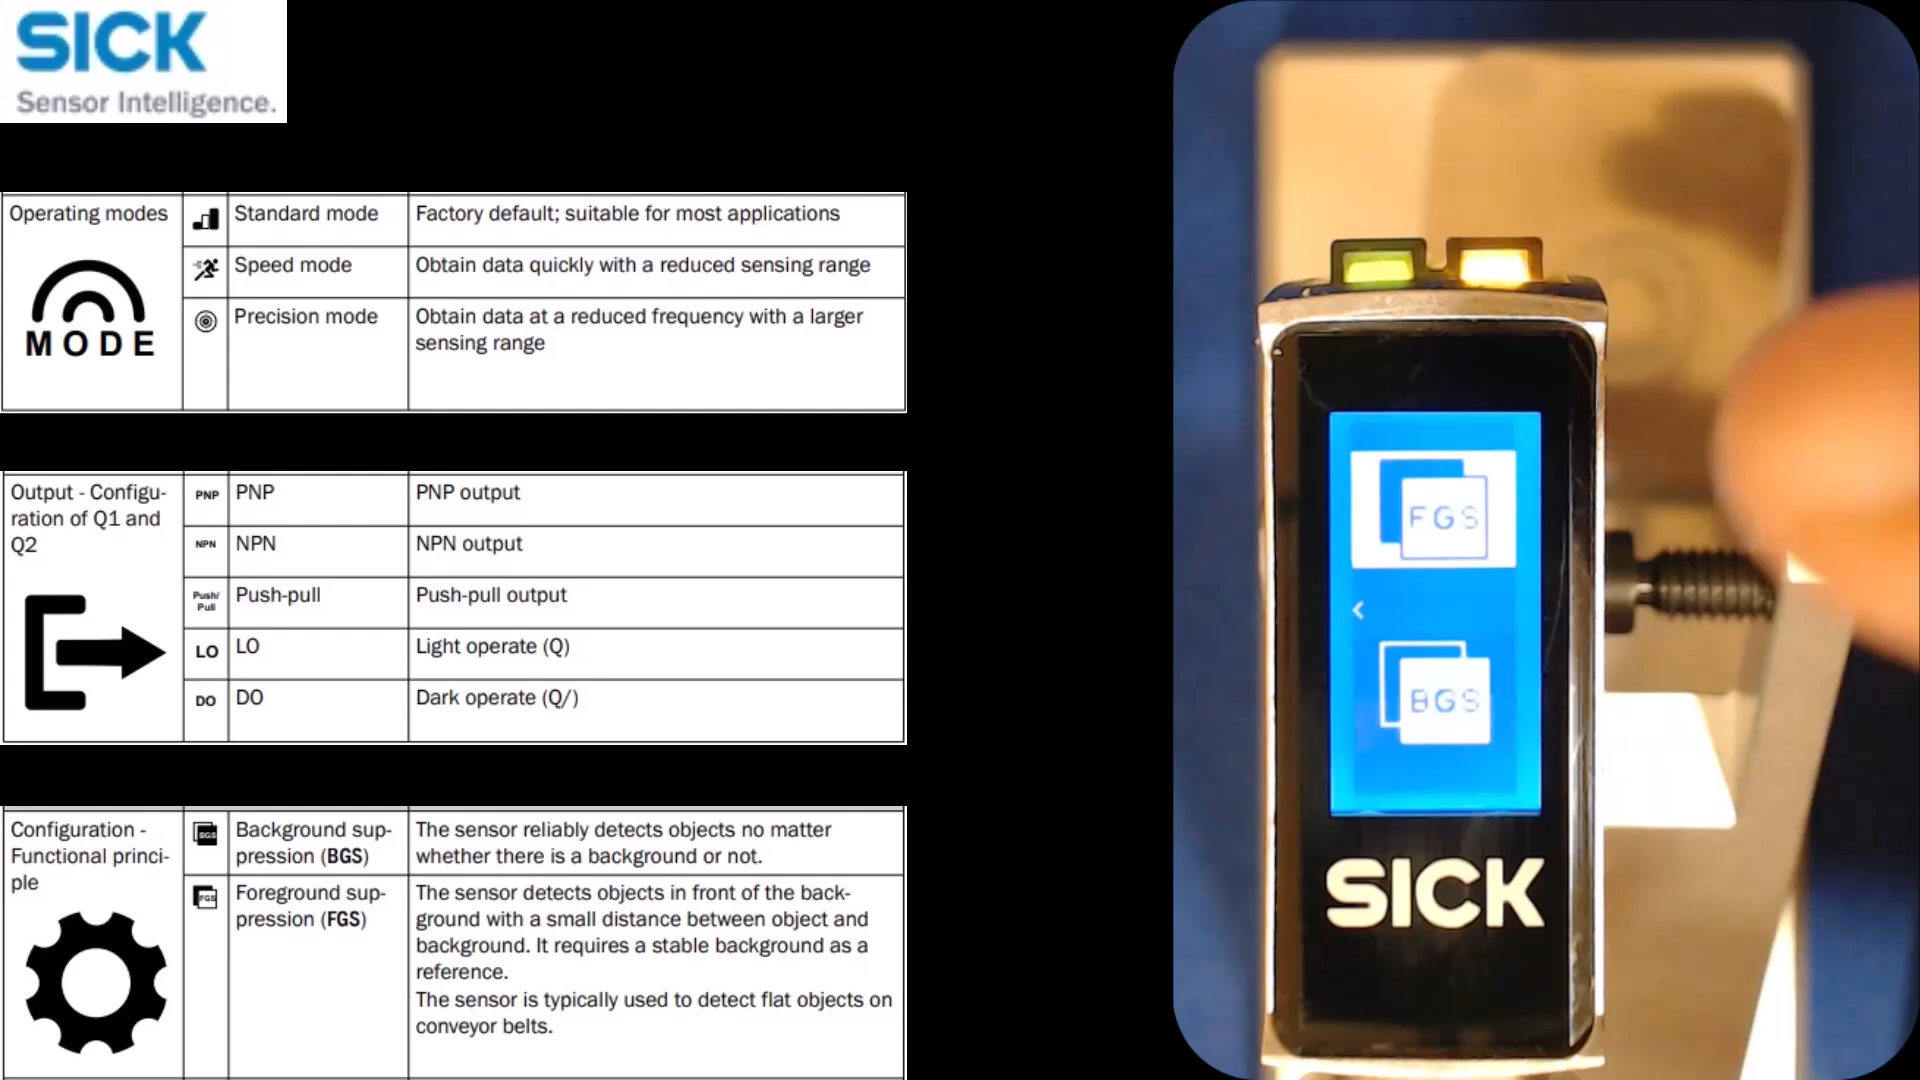 SICK
Sensor Intelligence.
Operating modes
MODE
Standard mode
Factory default; suitable for most applications
Speed mode
Obtain data quickly with a reduced sensing range
Precision mode
Obtain data at a reduced frequency with a larger
sensing range
Output - Configu-
ration of Q1 and
Q2
PNP PNP PNP output
NPN NPN NPN output
Push/
Pull
Push-pull Push-pull output
LO LO Light operate (Q)
DO DO Dark operate (Q/)
Configuration -
Functional princi-
ple
BGS
Background sup-
pression (BGS)
The sensor reliably detects objects no matter
whether there is a background or not.
FGS
Foreground sup-
pression (FGS)
The sensor detects objects in front of the back-
ground with a small distance between object and
background. It requires a stable background as a
reference.
The sensor is typically used to detect flat objects on
conveyor belts.
FGS
<
BGS
SICK